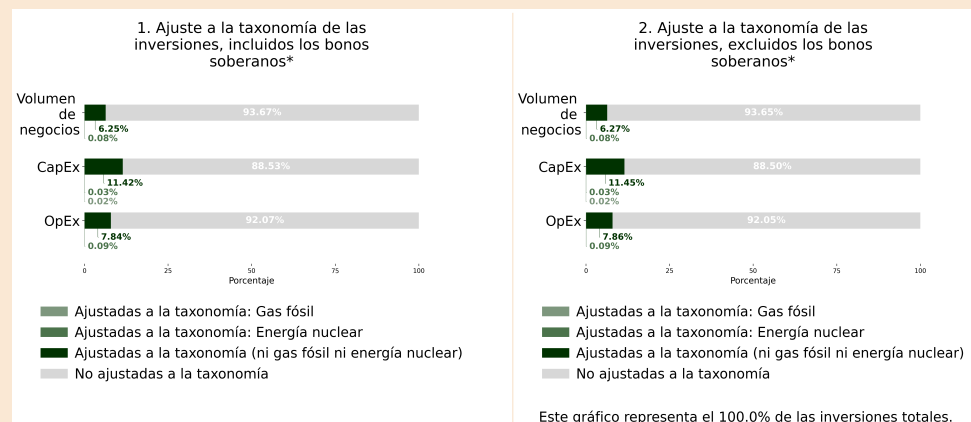 1. Ajuste a la taxonomía de las
inversiones, incluidos los bonos
soberanos*
Volumen
de
negocios
93.67%
6.25%
0.08%
CapEx
88.53%
11.42%
0.03%
0.02%
OpEx
92.07%
7.84%
0.09%
0
25
50
75
100
Porcentaje
Ajustadas a la taxonomía: Gas fósil
Ajustadas a la taxonomía: Energía nuclear
Ajustadas a la taxonomía (ni gas fósil ni energía nuclear)
No ajustadas a la taxonomía
2. Ajuste a la taxonomía de las
inversiones, excluidos los bonos
soberanos*
Volumen
de
negocios
93.65%
6.27%
0.08%
CapEx
88.50%
11.45%
0.03%
0.02%
OpEx
92.05%
7.86%
0.09%
0
25
50
75
100
Porcentaje
Ajustadas a la taxonomía: Gas fósil
Ajustadas a la taxonomía: Energía nuclear
Ajustadas a la taxonomía (ni gas fósil ni energía nuclear)
No ajustadas a la taxonomía
Este gráfico representa el 100.0% de las inversiones totales.